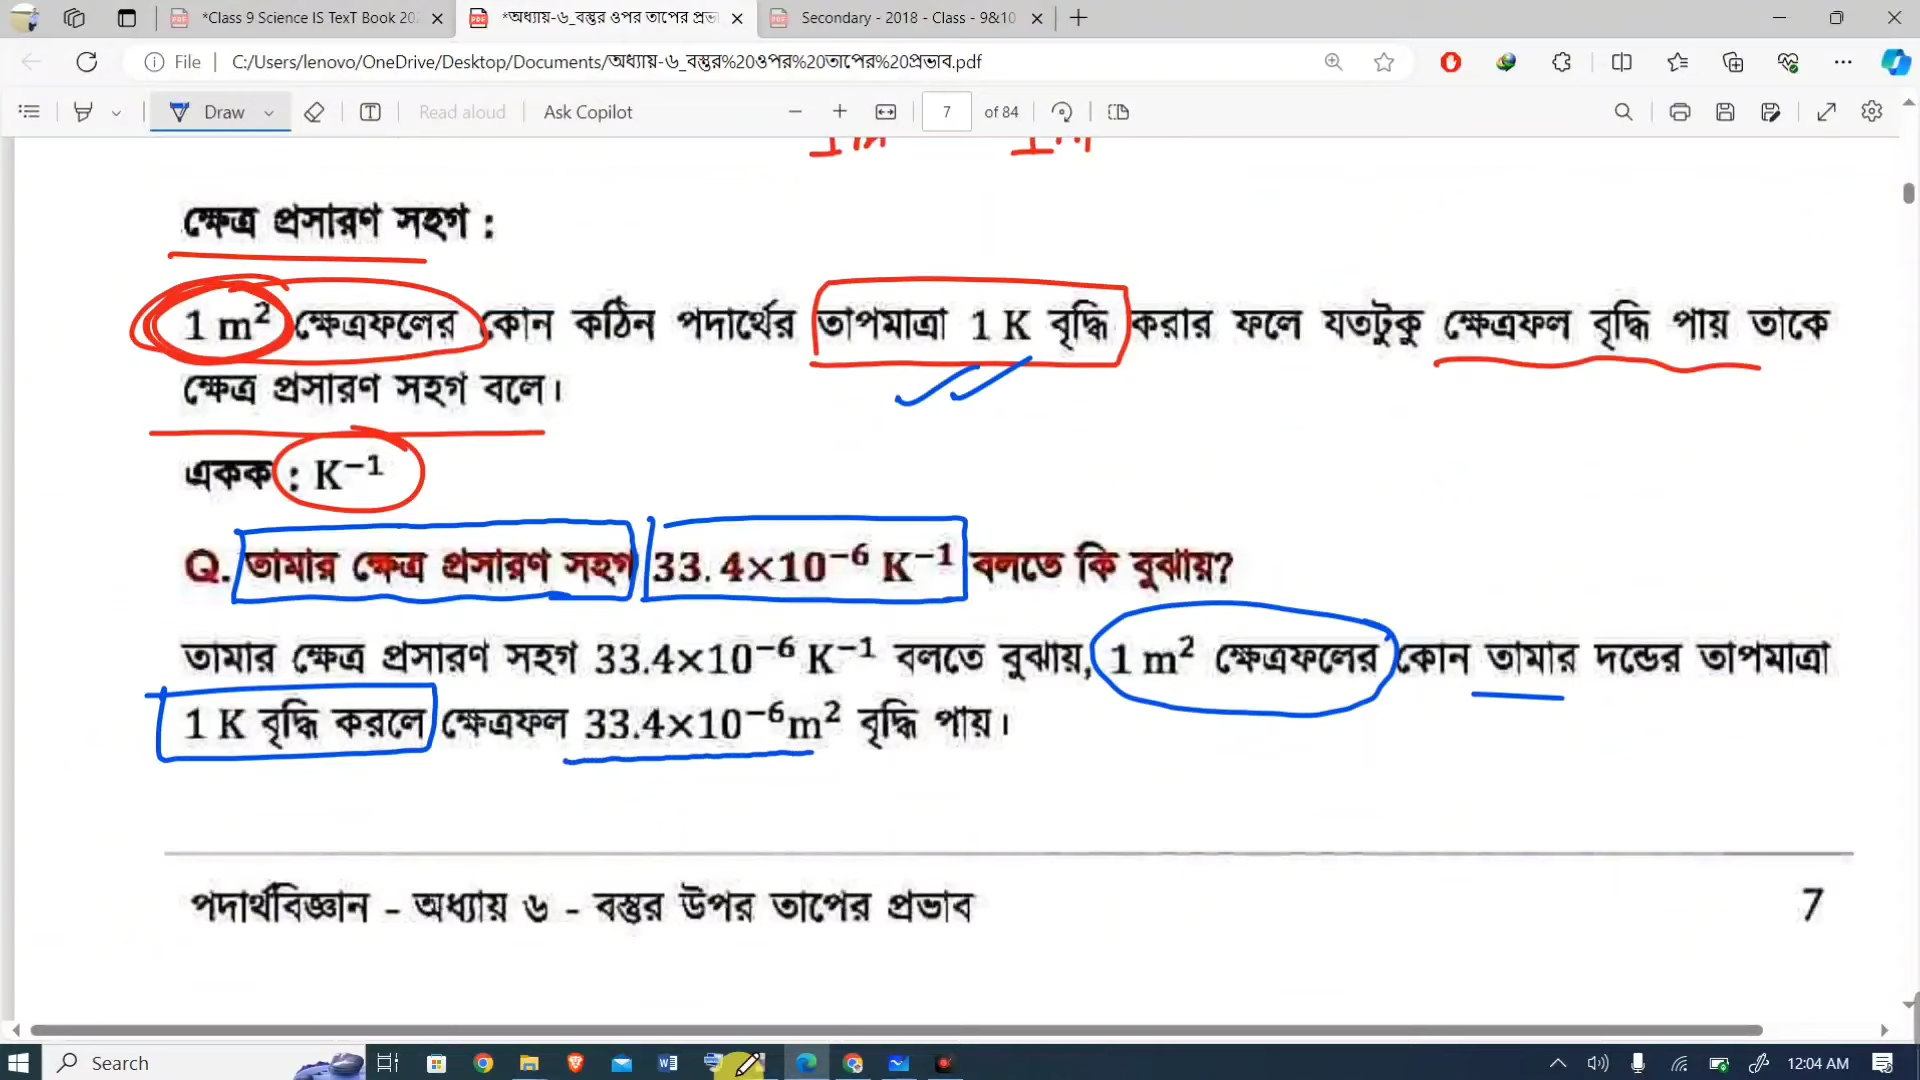 *Class 9 Science IS TexT Book 202
*অধ্যায়-৬_বস্তুর ওপর তাপের প্রভা
Secondary - 2018 - Class - 9&10
File
C:/Users/lenovo/OneDrive/Desktop/Documents/অধ্যায়-৬_বস্তুর%20ওপর%20তাপের%20প্রভাব.pdf
Draw
Read aloud
Ask Copilot
7 of 84
ক্ষেত্র প্রসারণ সহগ :
1 m² ক্ষেত্রফলের কোন কঠিন পদার্থের তাপমাত্রা 1 K বৃদ্ধি করার ফলে যতটুকু ক্ষেত্রফল বৃদ্ধি পায় তাকে
ক্ষেত্র প্রসারণ সহগ বলে।
একক : K⁻¹
Q. তামার ক্ষেত্র প্রসারণ সহগ 33.4×10⁻⁶ K⁻¹ বলতে কি বুঝায়?
তামার ক্ষেত্র প্রসারণ সহগ 33.4×10⁻⁶ K⁻¹ বলতে বুঝায়, 1 m² ক্ষেত্রফলের কোন তামার দন্ডের তাপমাত্রা
1 K বৃদ্ধি করলে ক্ষেত্রফল 33.4×10⁻⁶m² বৃদ্ধি পায়।
পদার্থবিজ্ঞান - অধ্যায় ৬ - বস্তুর উপর তাপের প্রভাব
7
Search
12:04 AM